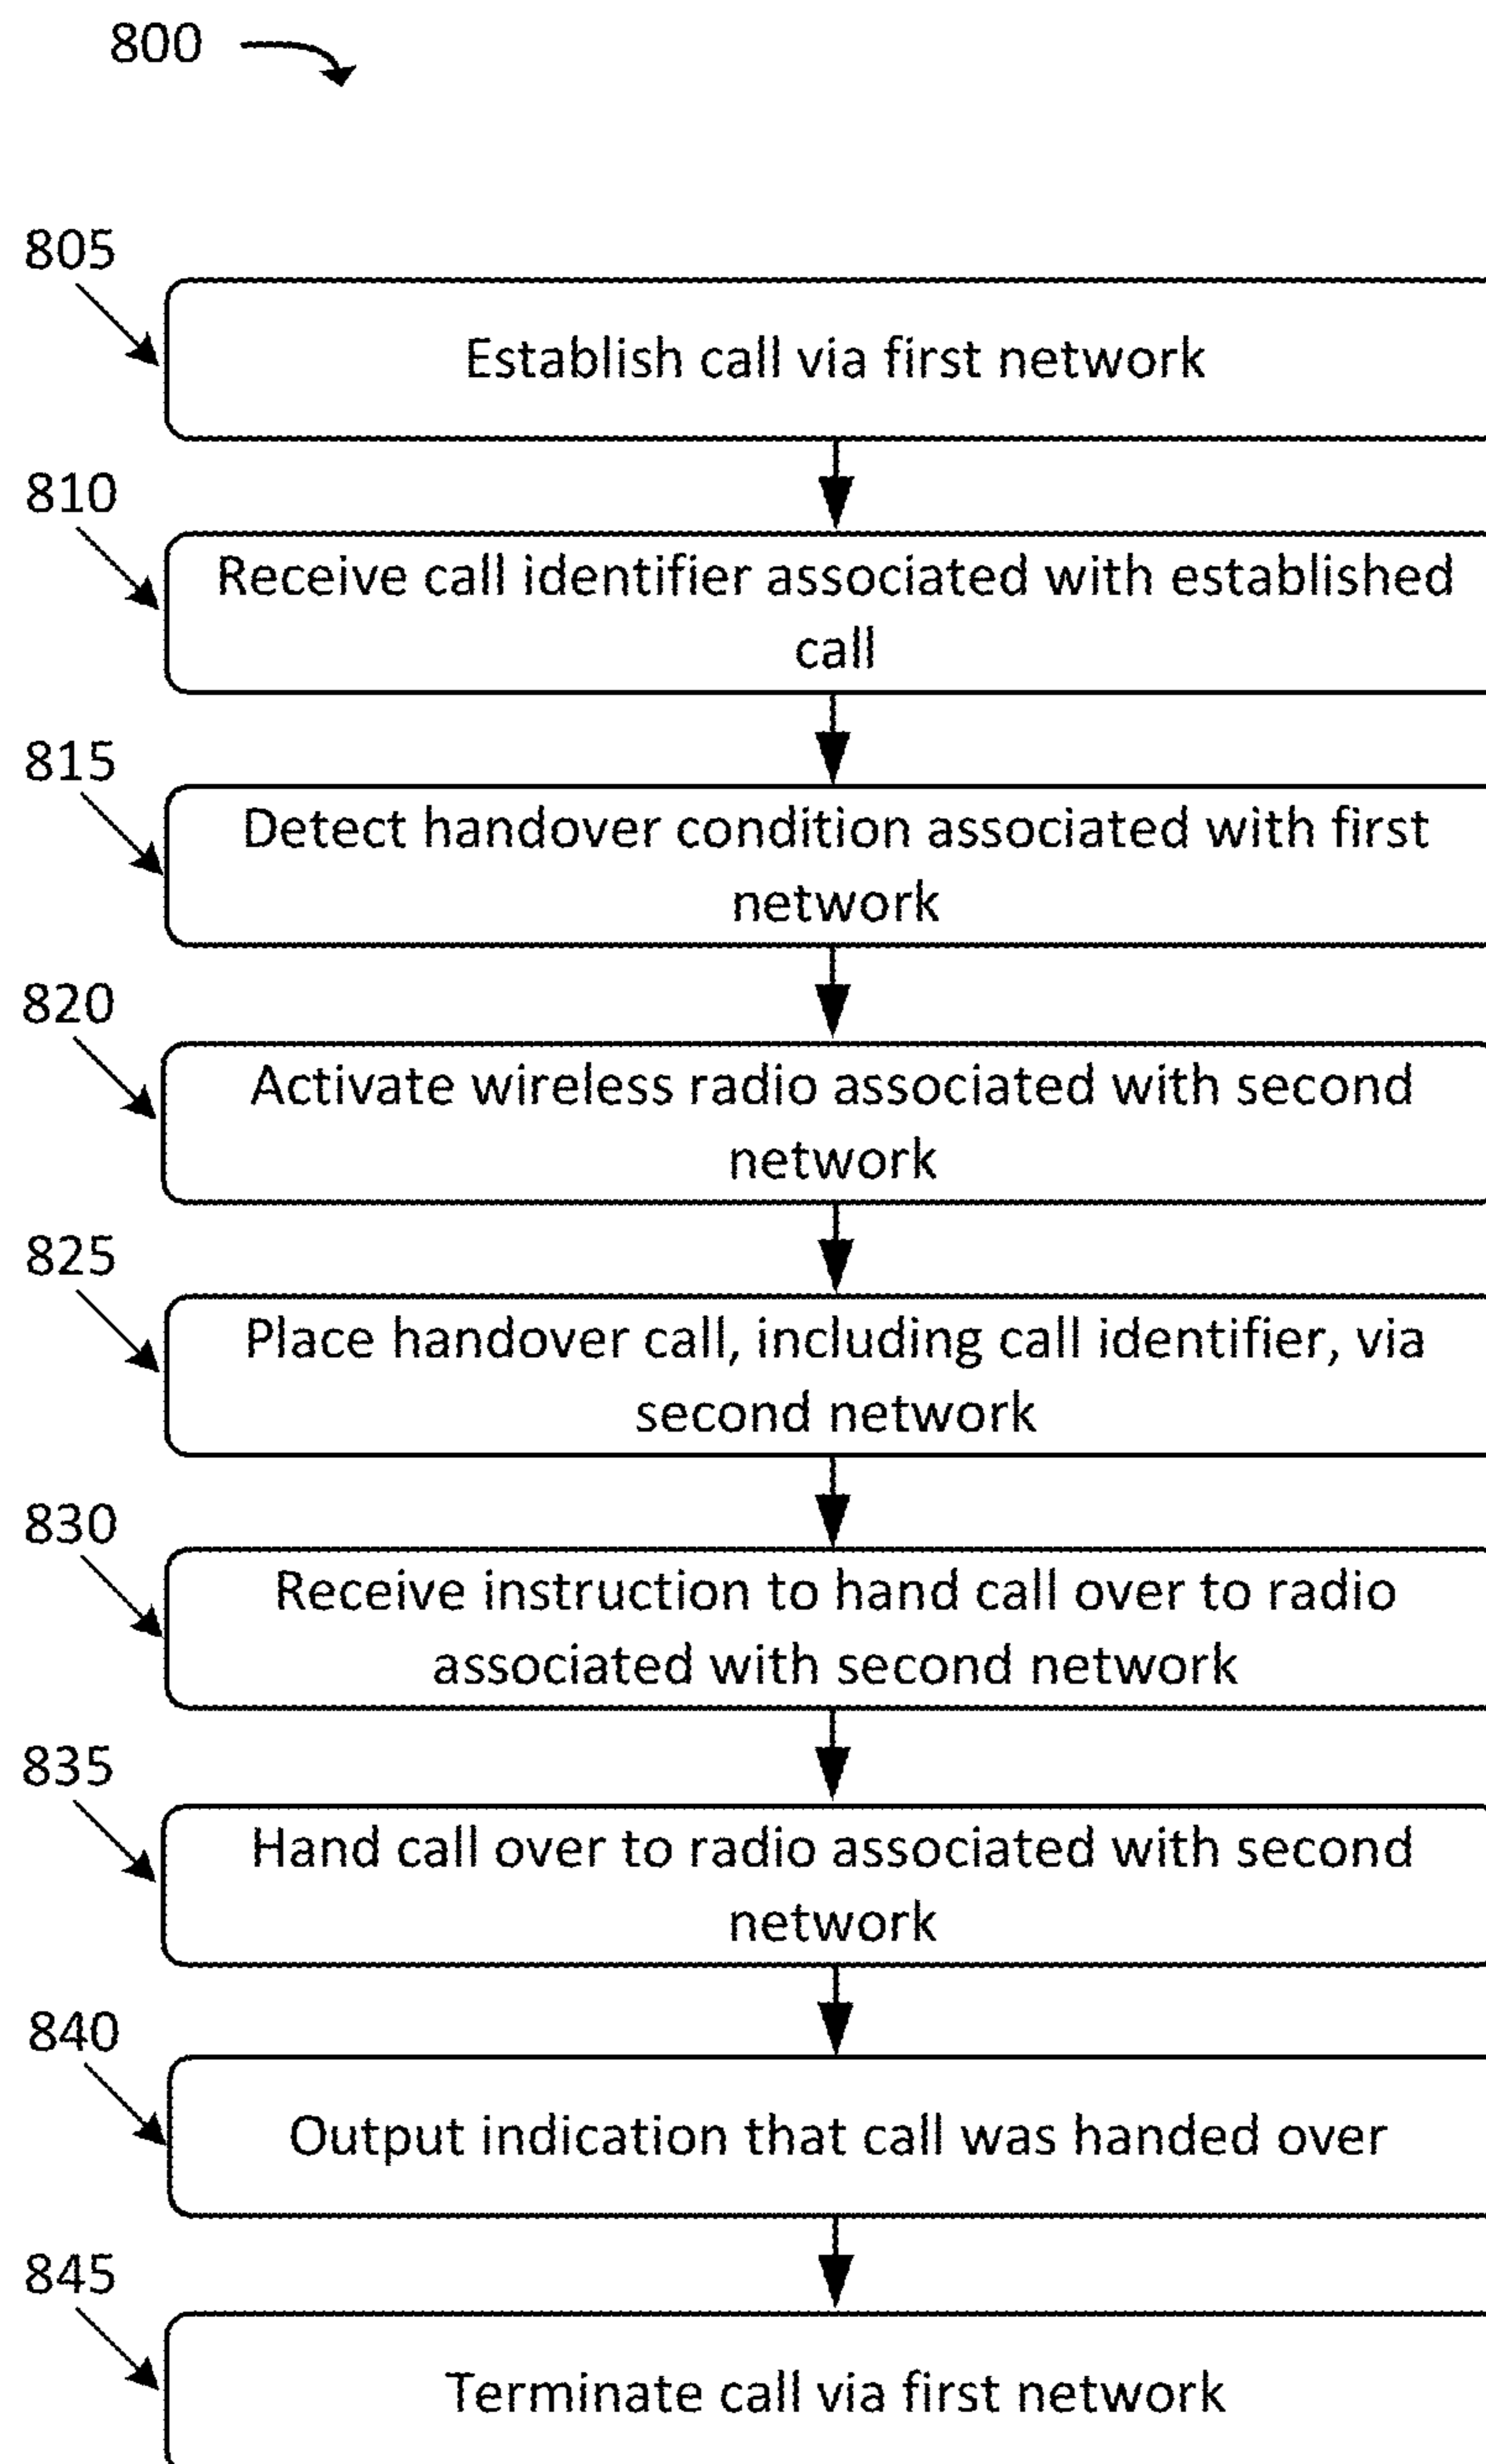 800
805
Establish call via first network
810
Receive call identifier associated with established
call
815
Detect handover condition associated with first
network
820
Activate wireless radio associated with second
network
825
Place handover call, including call identifier, via
second network
830
Receive instruction to hand call over to radio
associated with second network
835
Hand call over to radio associated with second
network
840
Output indication that call was handed over
845
Terminate call via first network